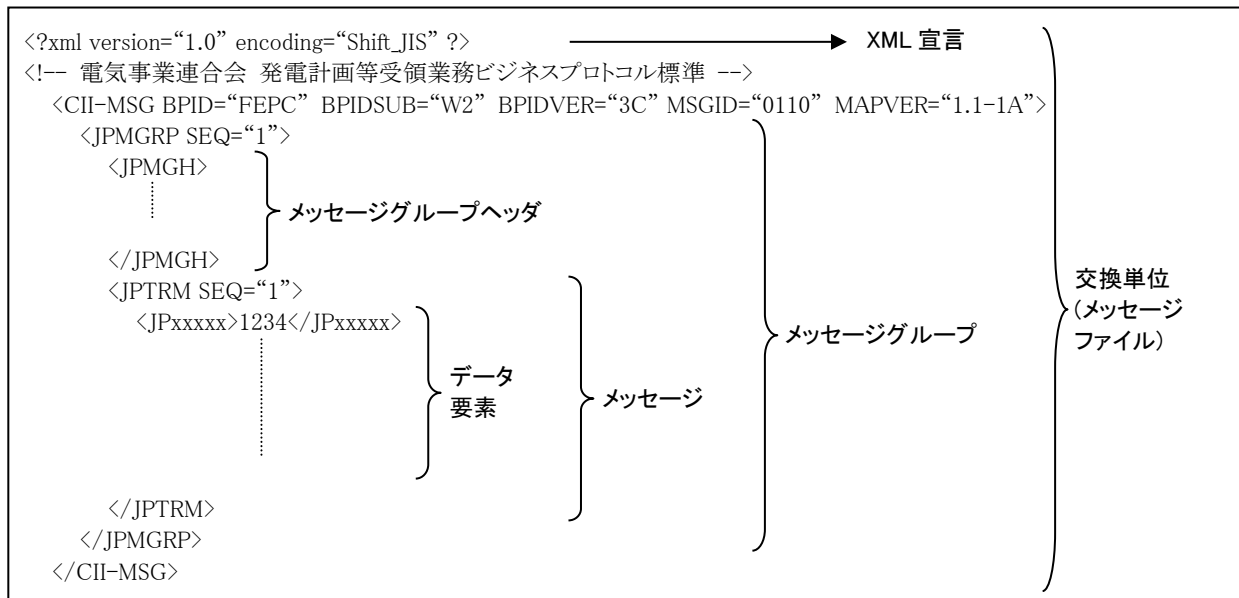 <?xml version=“1.0” encoding=“Shift_JIS” ?> XML 宣言
<!-- 電気事業連合会 発電計画等受領業務ビジネスプロトコル標準 -->
<CII-MSG BPID=“FEPC” BPIDSUB=“W2” BPIDVER=“3C” MSGID=“0110” MAPVER=“1.1-1A”>
<JPMGRP SEQ=“1”>
<JPMGH>
メッセージグループヘッダ
</JPMGH>
<JPTRM SEQ=“1”>
<JPxxxxx>1234</JPxxxxx>
データ
要素
メッセージ
メッセージグループ
交換単位
(メッセージ
ファイル)
</JPTRM>
</JPMGRP>
</CII-MSG>